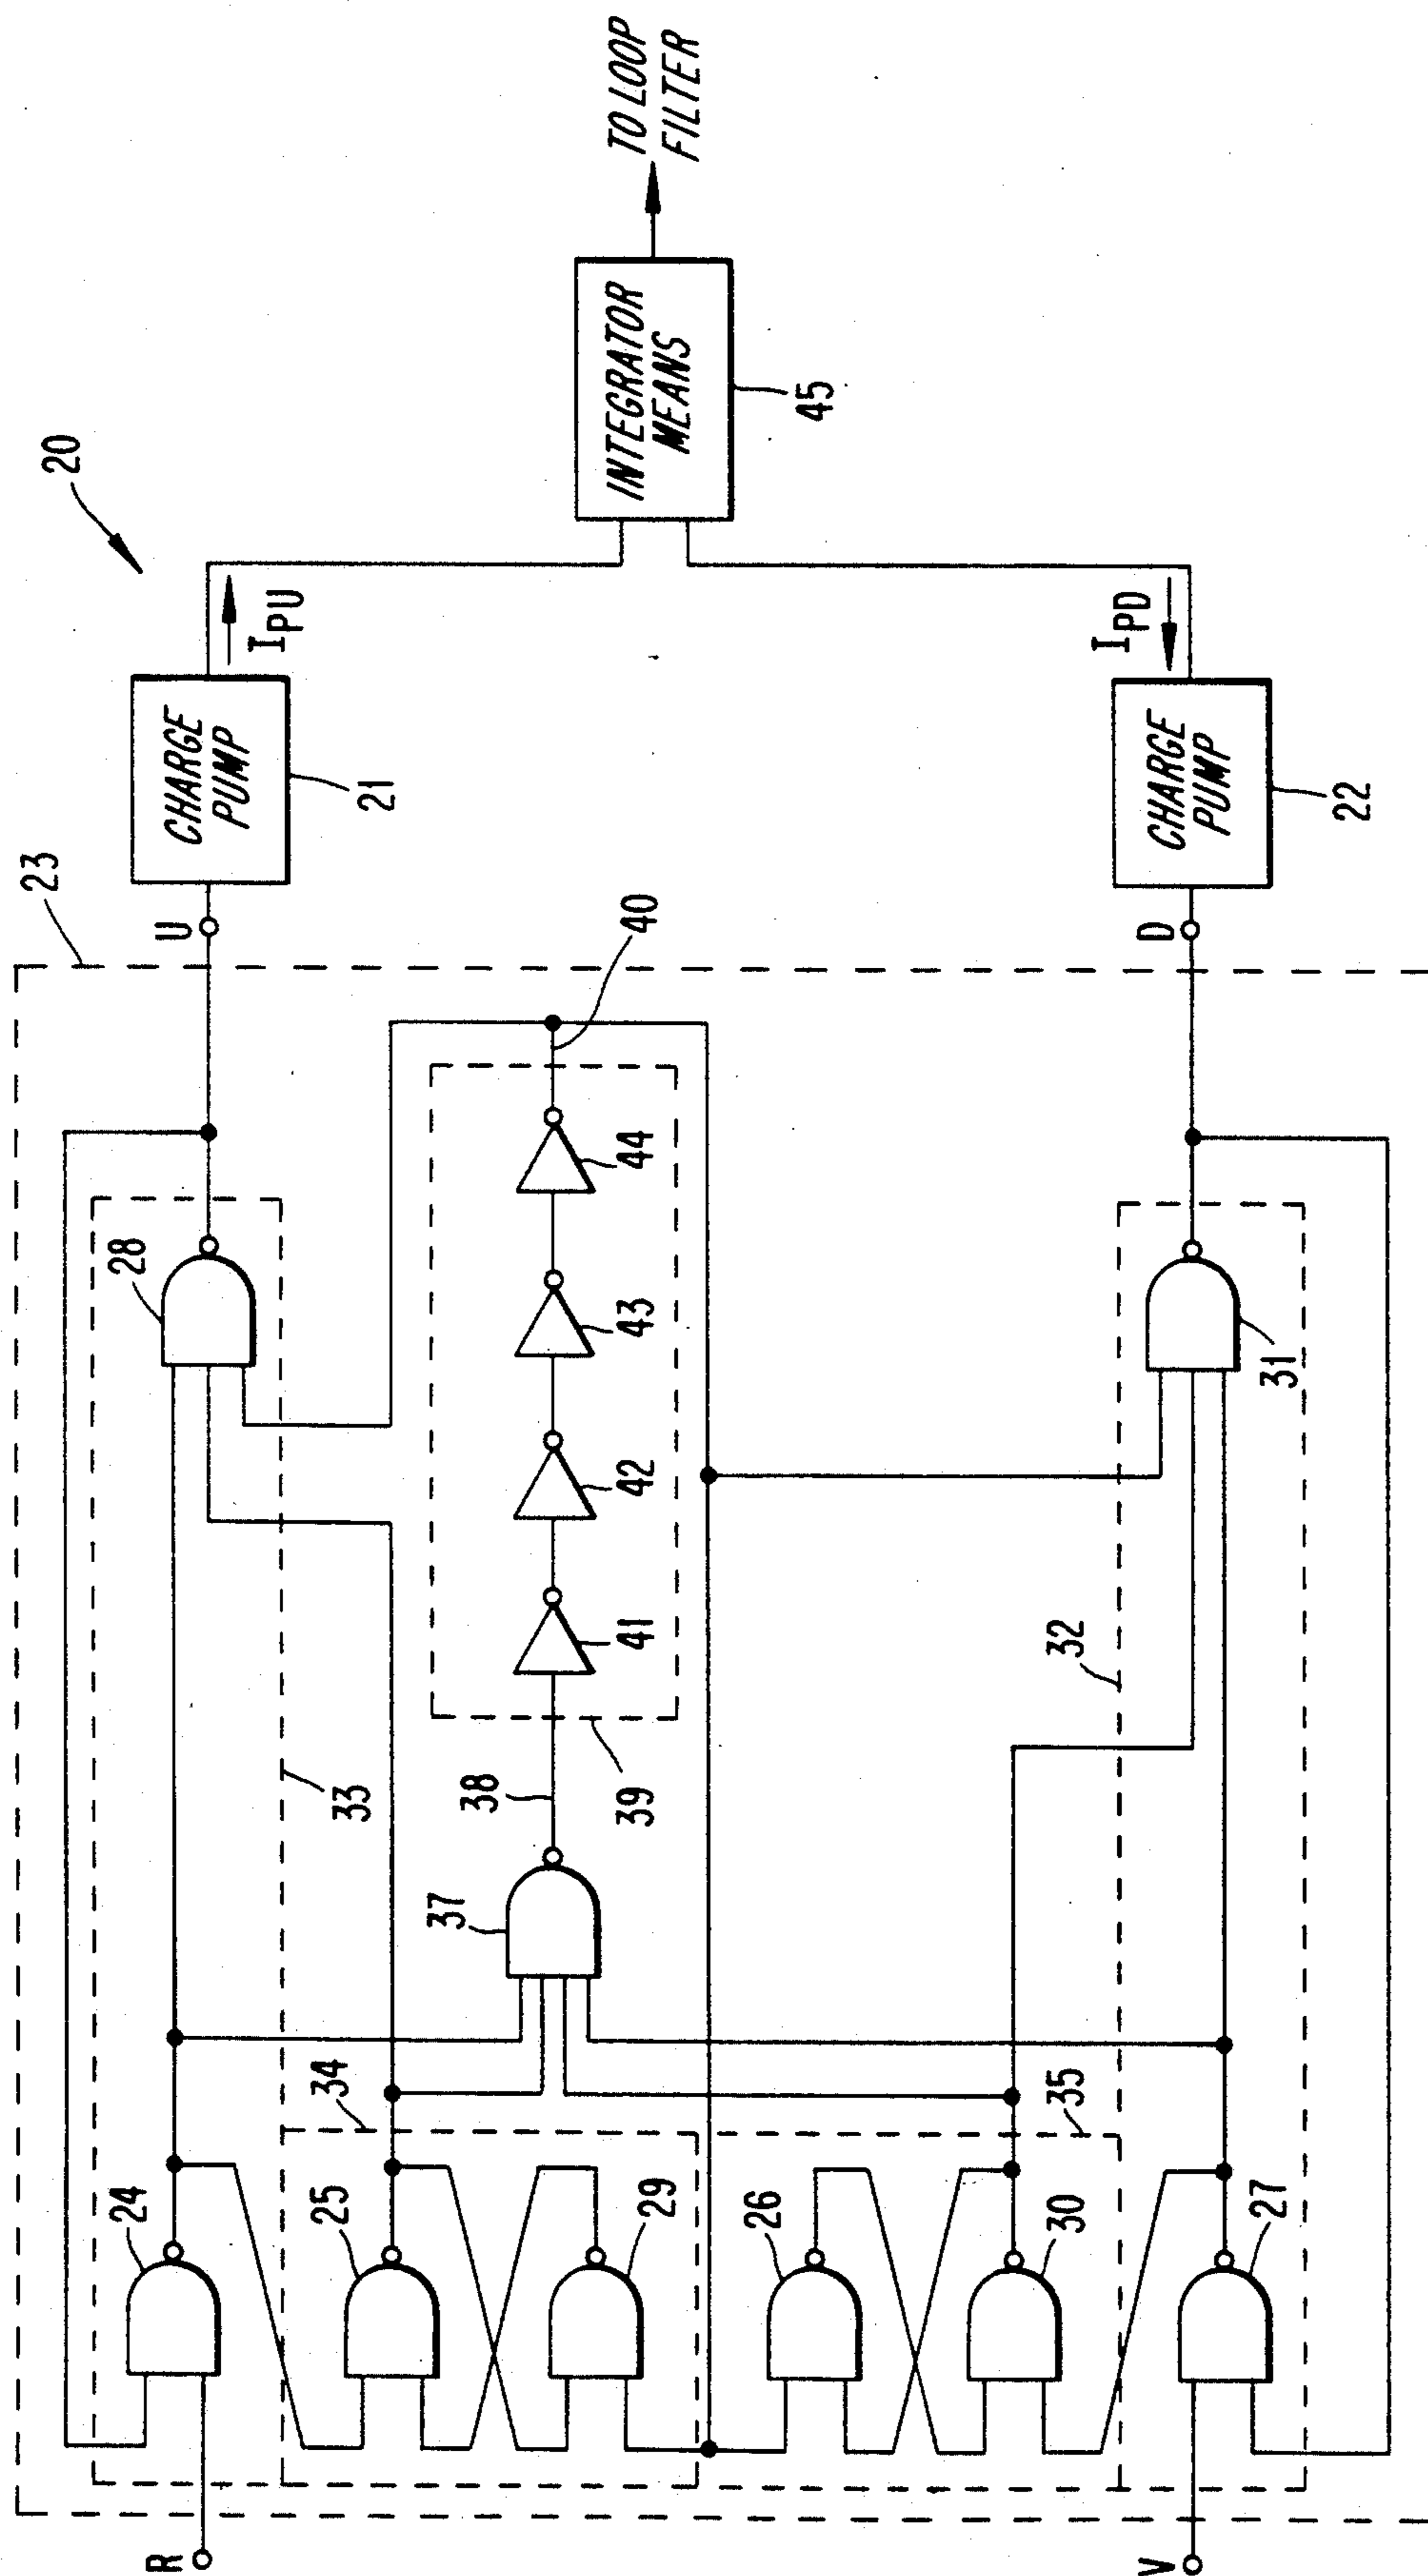 20
23
R
24
28
U
CHARGE
PUMP
21
I_PU
33
34
25
29
37
38
39
41
42
43
44
40
INTEGRATOR
MEANS
45
TO LOOP
FILTER
26
30
35
32
27
V
31
D
CHARGE
PUMP
22
I_PD